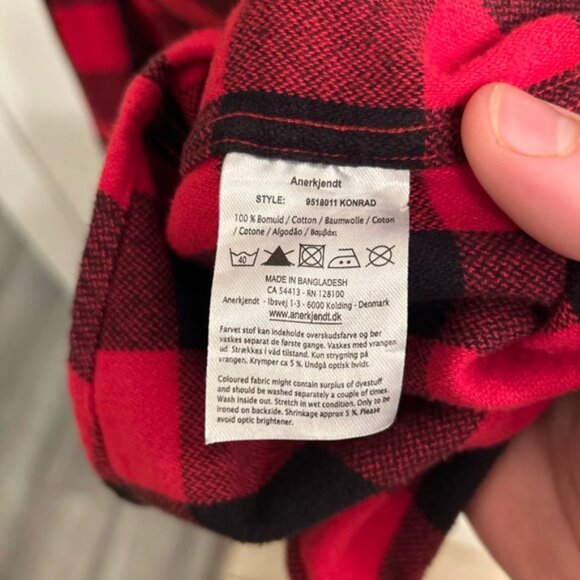 Anerkjendt
STYLE: 9518011 KONRAD
100 % Bomuld / Cotton / Baumwolle / Coton
/ Cotone / Algodão / Βαμβάκι
40
MADE IN BANGLADESH
CA 54413 - RN 128100
Anerkjendt - Ibsvej 1-3 - 6000 Kolding - Denmark
www.anerkjendt.dk
Farvet stof kan indeholde overskudsfarve og bør
vaskes separat de første gange. Vaskes med vrangen
ud. Strækkes i våd tilstand. Kun strygning på
vrangen. Krymper ca 5 %. Undgå optisk hvidt.
Coloured fabric might contain surplus of dyestuff
and should be washed separately a couple of times.
Wash inside out. Stretch in wet condition. Only to be
ironed on backside. Shrinkage approx 5 %. Please
avoid optic brightener.